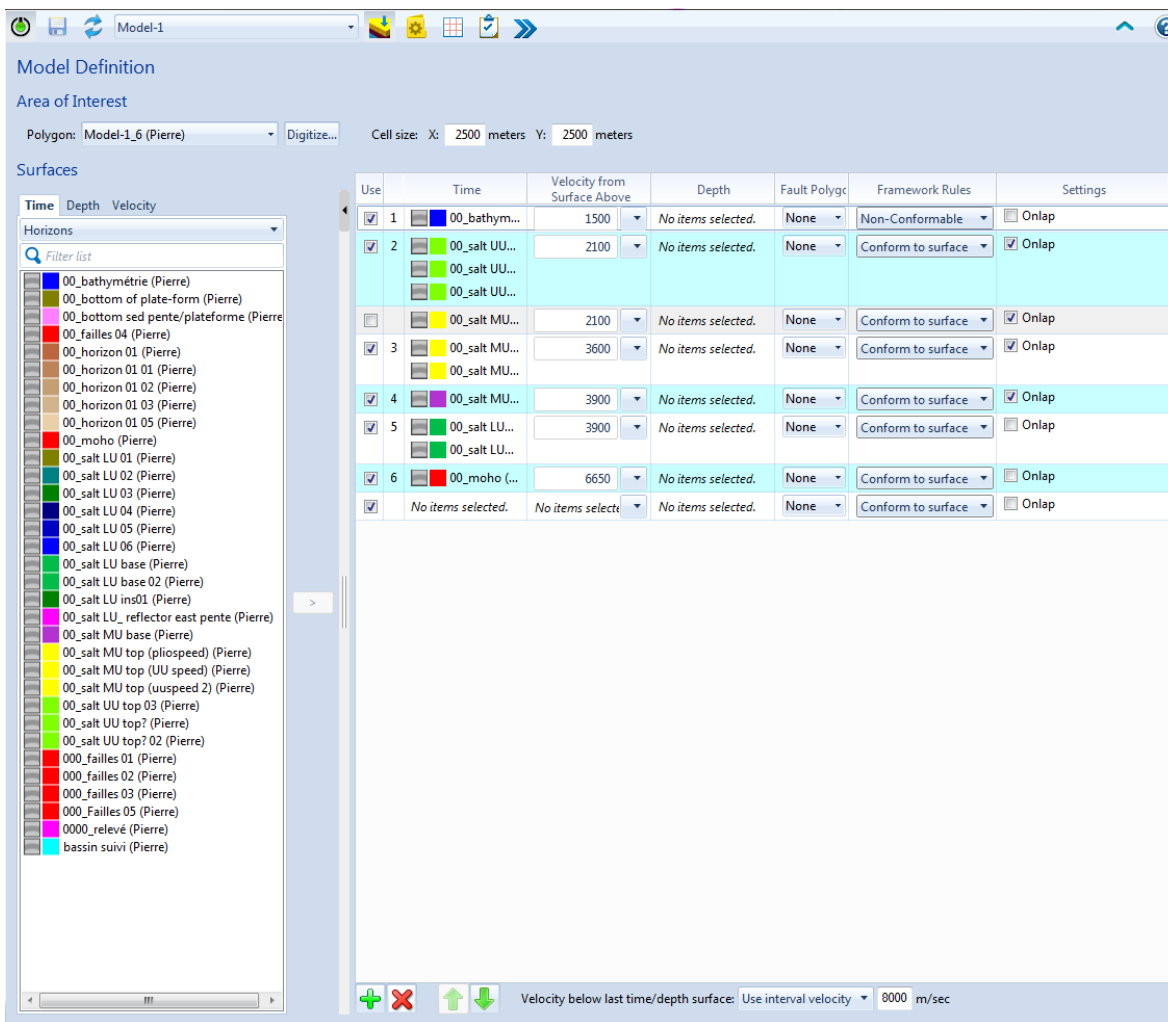 Model-1
Model Definition
Area of Interest
Polygon: Model-1_6 (Pierre) Digitize... Cell size: X: 2500 meters Y: 2500 meters
Surfaces
Time Depth Velocity
Horizons
Filter list
00_bathymétrie (Pierre)
00_bottom of plate-form (Pierre)
00_bottom sed pente/plateforme (Pierre
00_failles 04 (Pierre)
00_horizon 01 (Pierre)
00_horizon 01 01 (Pierre)
00_horizon 01 02 (Pierre)
00_horizon 01 03 (Pierre)
00_horizon 01 05 (Pierre)
00_moho (Pierre)
00_salt LU 01 (Pierre)
00_salt LU 02 (Pierre)
00_salt LU 03 (Pierre)
00_salt LU 04 (Pierre)
00_salt LU 05 (Pierre)
00_salt LU 06 (Pierre)
00_salt LU base (Pierre)
00_salt LU base 02 (Pierre)
00_salt LU ins01 (Pierre)
00_salt LU_ reflector east pente (Pierre)
00_salt MU base (Pierre)
00_salt MU top (pliospeed) (Pierre)
00_salt MU top (UU speed) (Pierre)
00_salt MU top (uuspeed 2) (Pierre)
00_salt UU top 03 (Pierre)
00_salt UU top? (Pierre)
00_salt UU top? 02 (Pierre)
000_failles 01 (Pierre)
000_failles 02 (Pierre)
000_failles 03 (Pierre)
000_Failles 05 (Pierre)
0000_relevé (Pierre)
bassin suivi (Pierre)
>
Use Time Velocity from Surface Above Depth Fault Polygo Framework Rules Settings
1 00_bathym... 1500 No items selected. None Non-Conformable Onlap
2 00_salt UU... 2100 No items selected. None Conform to surface Onlap
00_salt UU...
00_salt UU...
00_salt MU... 2100 No items selected. None Conform to surface Onlap
3 00_salt MU... 3600 No items selected. None Conform to surface Onlap
00_salt MU...
4 00_salt MU... 3900 No items selected. None Conform to surface Onlap
5 00_salt LU... 3900 No items selected. None Conform to surface Onlap
00_salt LU...
6 00_moho (... 6650 No items selected. None Conform to surface Onlap
No items selected. No items selecte No items selected. None Conform to surface Onlap
Velocity below last time/depth surface: Use interval velocity 8000 m/sec